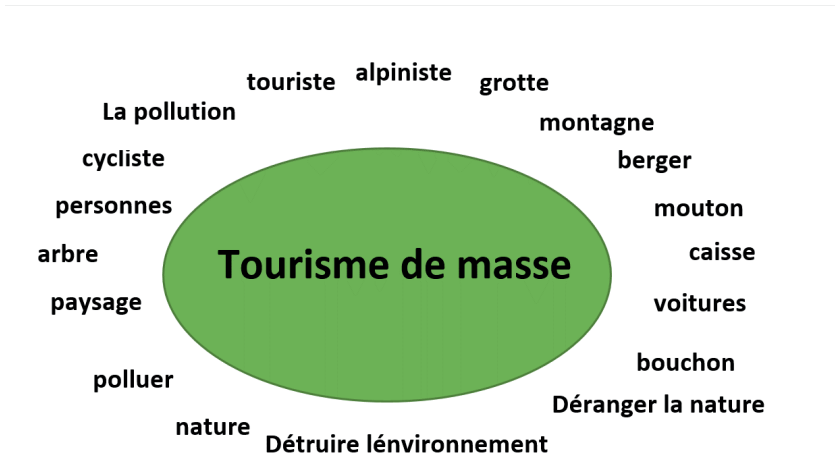 touriste
alpiniste
grotte
La pollution
montagne
cycliste
berger
personnes
mouton
arbre
caisse
Tourisme de masse
paysage
voitures
bouchon
polluer
Déranger la nature
nature
Détruire lénvironnement